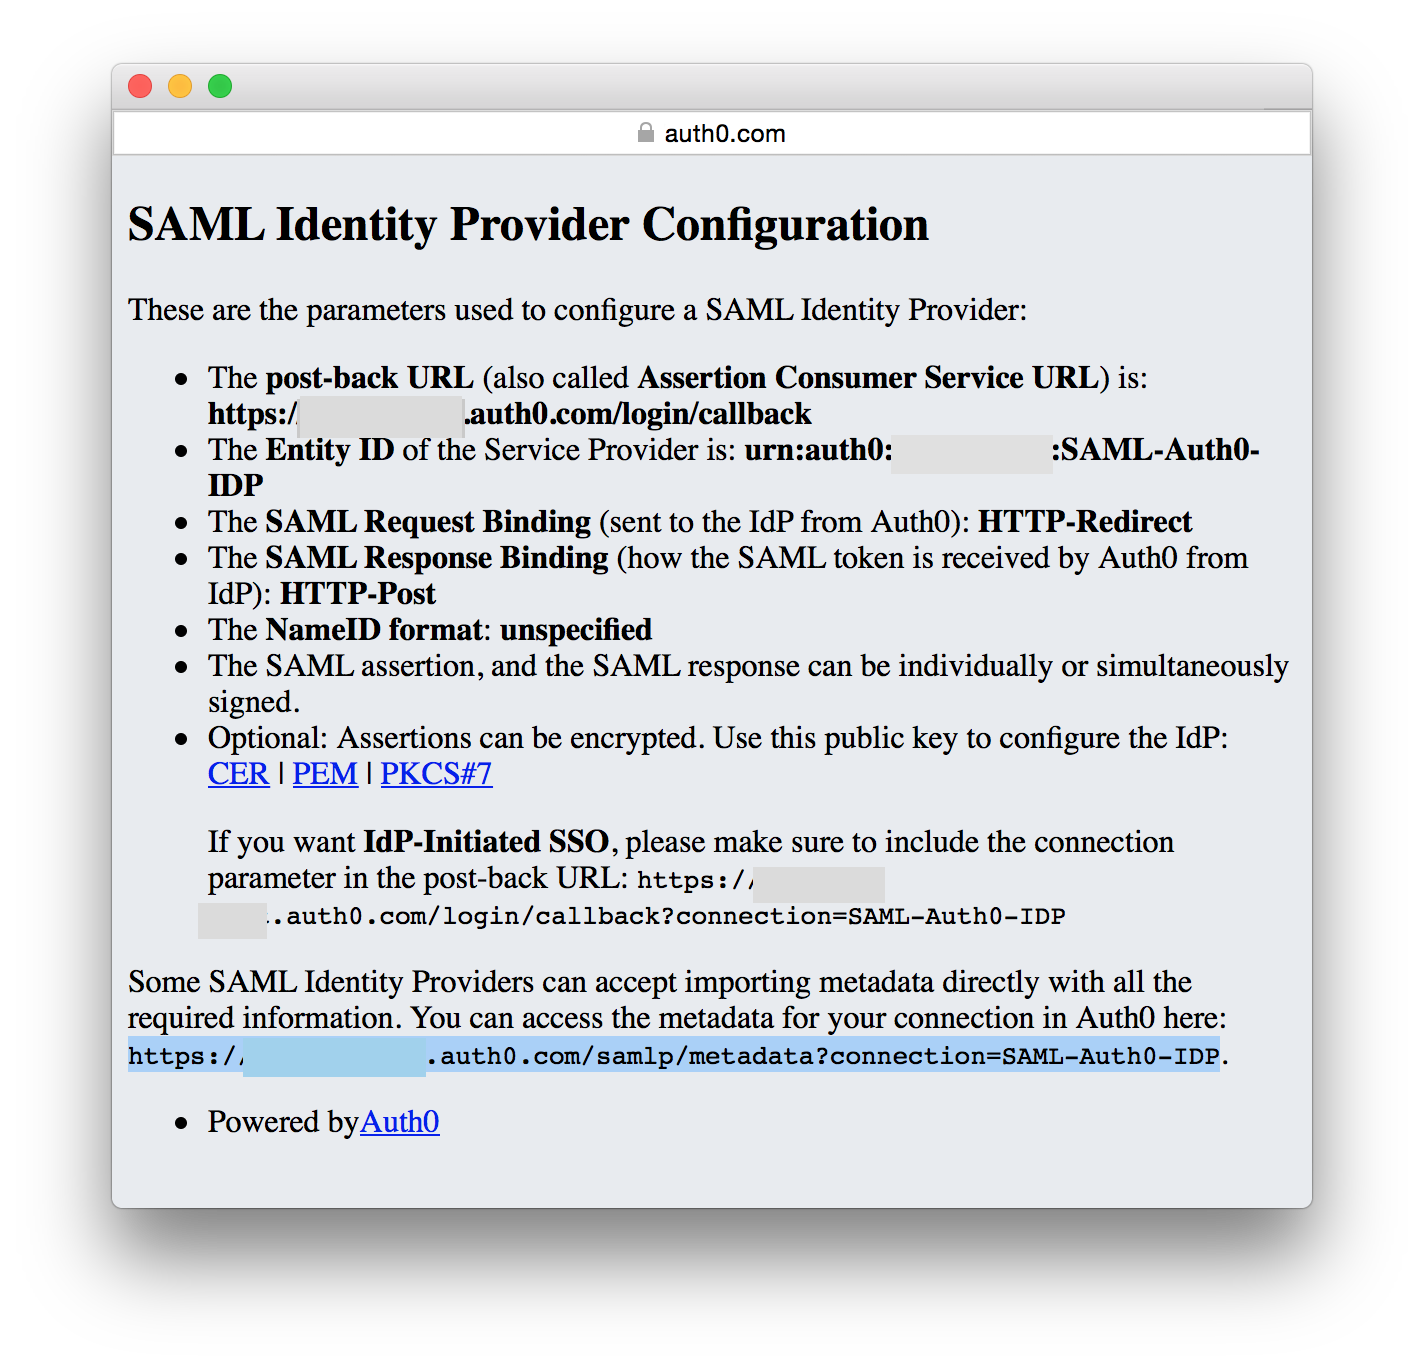 auth0.com
SAML Identity Provider Configuration
These are the parameters used to configure a SAML Identity Provider:
• The post-back URL (also called Assertion Consumer Service URL) is:
https:/ .auth0.com/login/callback
• The Entity ID of the Service Provider is: urn:auth0: :SAML-Auth0-
IDP
• The SAML Request Binding (sent to the IdP from Auth0): HTTP-Redirect
• The SAML Response Binding (how the SAML token is received by Auth0 from
IdP): HTTP-Post
• The NameID format: unspecified
• The SAML assertion, and the SAML response can be individually or simultaneously
signed.
• Optional: Assertions can be encrypted. Use this public key to configure the IdP:
CER | PEM | PKCS#7
If you want IdP-Initiated SSO, please make sure to include the connection
parameter in the post-back URL: https://
.auth0.com/login/callback?connection=SAML-Auth0-IDP
Some SAML Identity Providers can accept importing metadata directly with all the
required information. You can access the metadata for your connection in Auth0 here:
https:// .auth0.com/samlp/metadata?connection=SAML-Auth0-IDP.
• Powered byAuth0